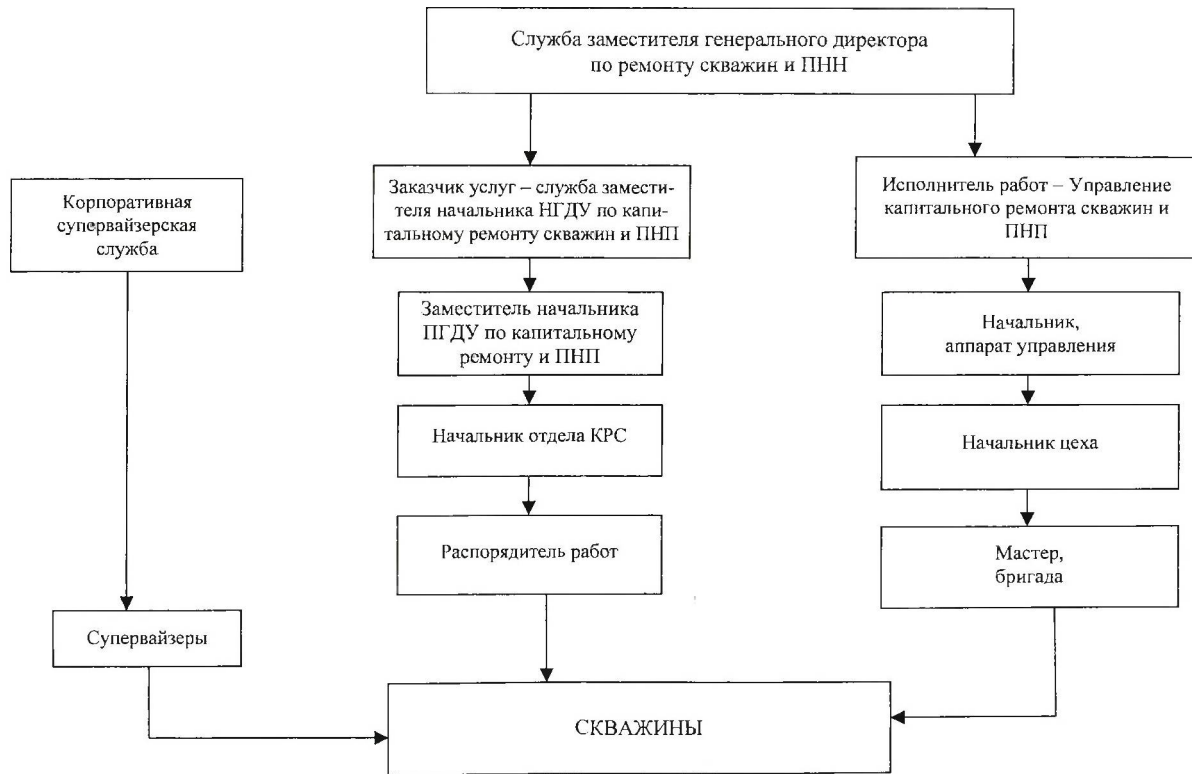 Служба заместителя генерального директора
по ремонту скважин и ПНН
Корпоративная
супервайзерская
служба
Заказчик услуг – служба замести-
теля начальника НГДУ по капи-
тальному ремонту скважин и ПНП
Исполнитель работ – Управление
капитального ремонта скважин и
ПНП
Заместитель начальника
ПГДУ по капитальному
ремонту и ПНП
Начальник,
аппарат управления
Начальник отдела КРС
Начальник цеха
Распорядитель работ
Мастер,
бригада
Супервайзеры
СКВАЖИНЫ